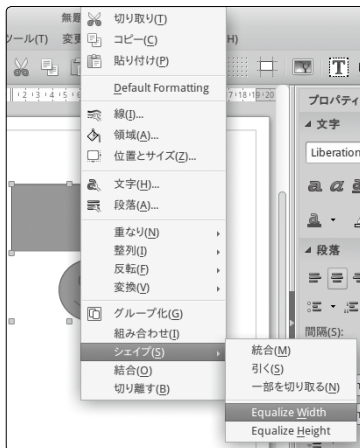 無題
切り取り(T)
ツール(T) 変更
コピー(C)
H)
貼り付け(P)
Default Formatting
プロパティ
線(I)...
文字
領域(A)...
位置とサイズ(Z)...
Liberation
文字(H)...
段落(A)...
重なり(N)
段落
整列(I)
反転(F)
変換(V)
グループ化(G)
組み合わせ(I)
間隔(S):
シェイプ(S)
統合(M)
結合(O)
引く(S)
切り離す(B)
一部を切り取る(N)
Equalize Width
Equalize Height